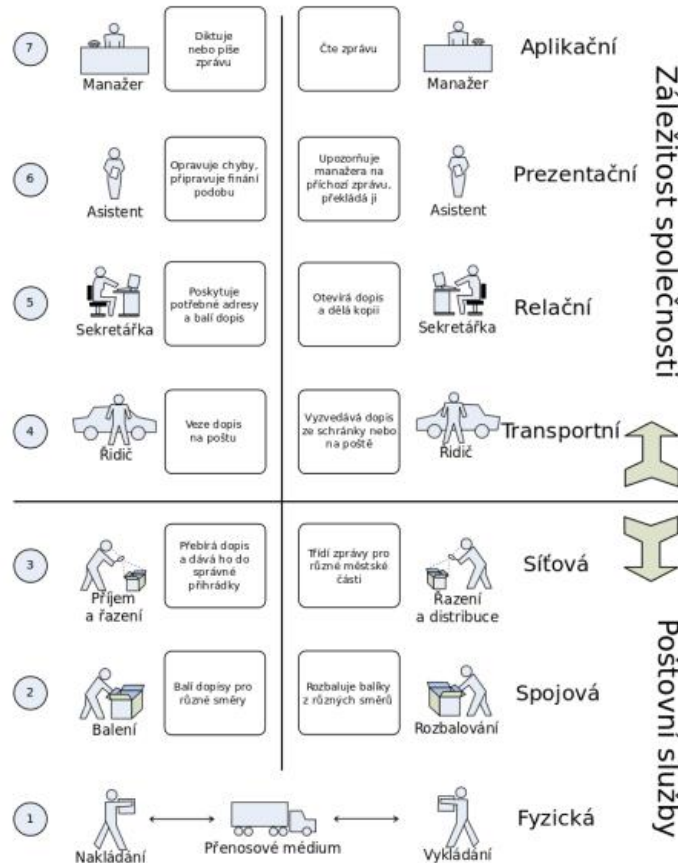 7
Manažer
Diktuje
nebo píše
zprávu
Čte zprávu
Manažer
Aplikační
6
Asistent
Opravuje chyby,
připravuje finání
podobu
Upozorňuje
manažera na
příchozí zprávu,
překládá ji
Asistent
Prezentační
5
Sekretářka
Poskytuje
potřebné adresy
a balí dopis
Otevírá dopis
a dělá kopii
Sekretářka
Relační
4
Řidič
Veze dopis
na poštu
Vyzvedává dopis
ze schránky nebo
na poště
Řidič
Transportní
Záležitost společnosti
3
Příjem
a řazení
Přebírá dopis
a dává ho do
správné
přihrádky
Třídí zprávy pro
různé městské
části
Řazení
a distribuce
Síťová
2
Balení
Balí dopisy pro
různé směry
Rozbaluje balíky
z různých směrů
Rozbalování
Spojová
1
Nakládání
Přenosové médium
Vykládání
Fyzická
Poštovní služby